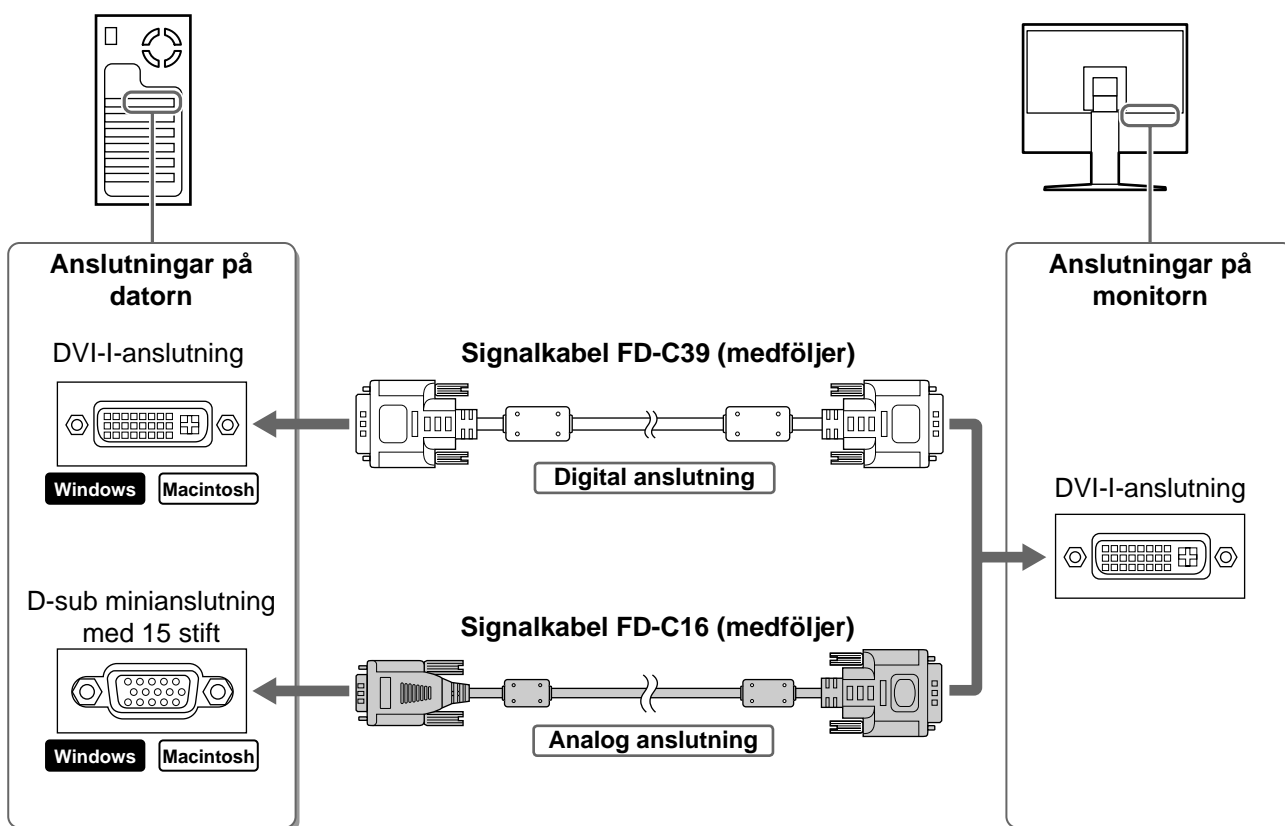 Anslutningar på
datorn
DVI-I-anslutning
Windows Macintosh
D-sub minianslutning
med 15 stift
Windows Macintosh
Signalkabel FD-C39 (medföljer)
Digital anslutning
Signalkabel FD-C16 (medföljer)
Analog anslutning
Anslutningar på
monitorn
DVI-I-anslutning